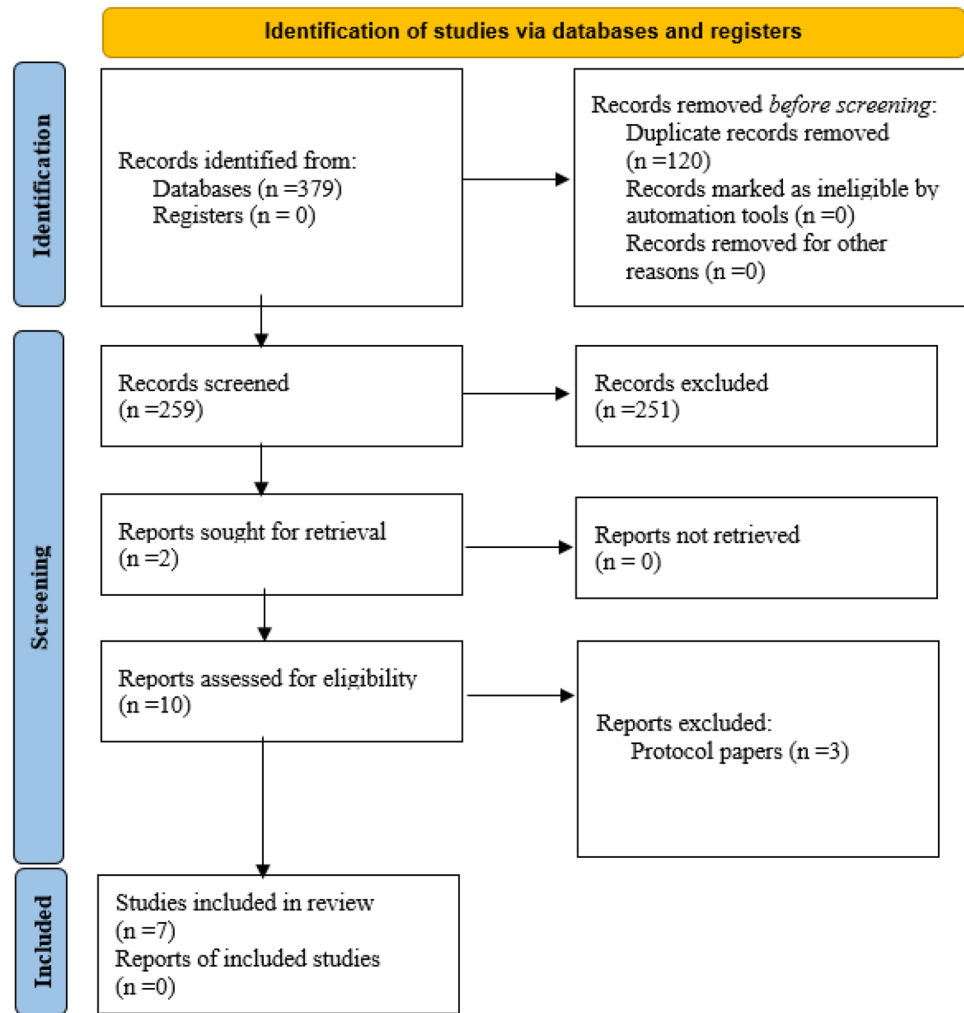 Identification of studies via databases and registers
Identification
Records identified from:
Databases (n =379)
Registers (n = 0)
Records removed before screening:
Duplicate records removed
(n =120)
Records marked as ineligible by
automation tools (n =0)
Records removed for other
reasons (n =0)
Screening
Records screened
(n =259)
Records excluded
(n =251)
Reports sought for retrieval
(n =2)
Reports not retrieved
(n = 0)
Reports assessed for eligibility
(n =10)
Reports excluded:
Protocol papers (n =3)
Included
Studies included in review
(n =7)
Reports of included studies
(n =0)